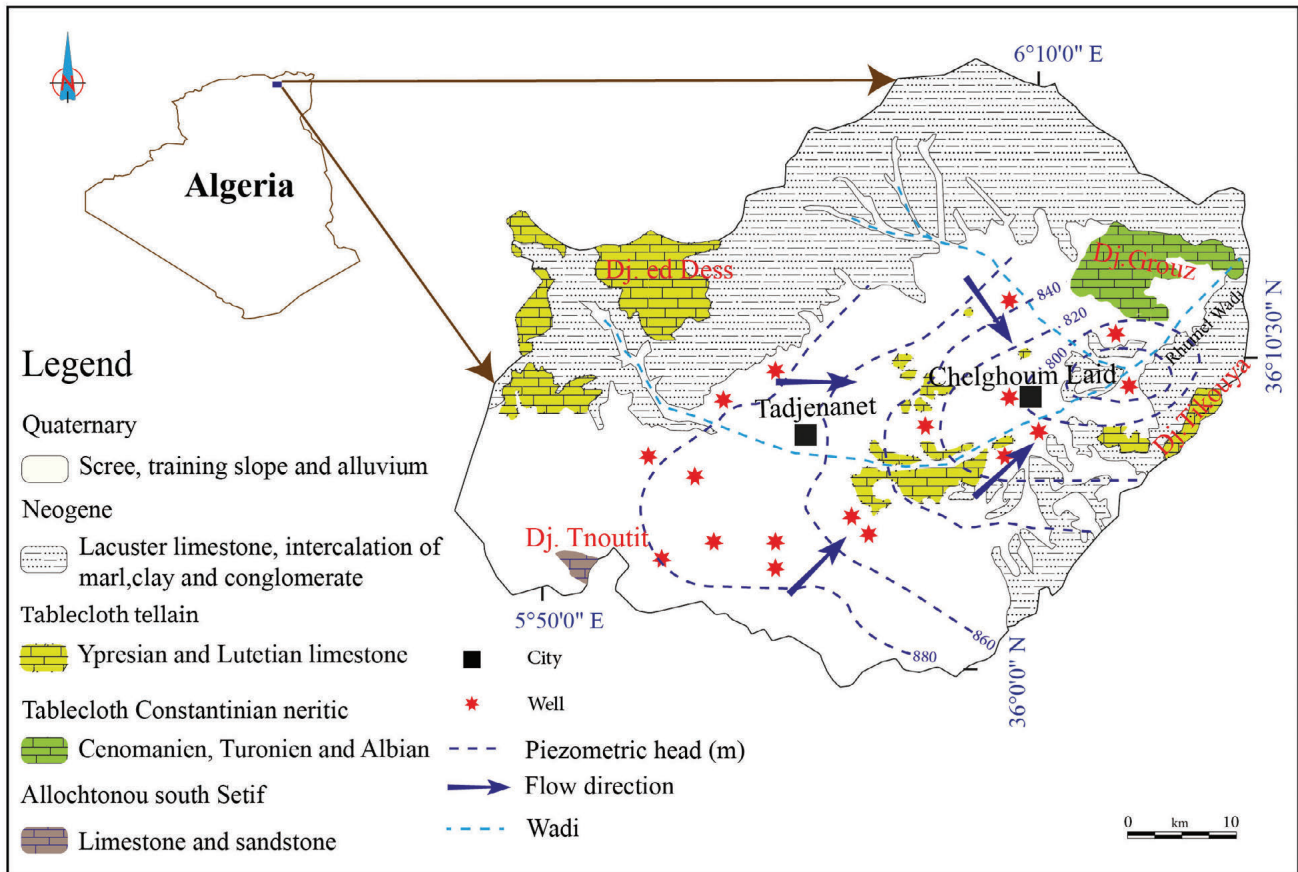 N
Algeria
6°10'0" E
Dj. ed Dess
Dj.Grouz
840
820
800
Rhumel Wadi
36°10'30" N
Chelghoum Laid
Tadjenanet
Dj Tikouya
Dj. Tnoutit
5°50'0" E
860
880
36°0'0" N
Legend
Quaternary
Scree, training slope and alluvium
Neogene
Lacuster limestone, intercalation of
marl,clay and conglomerate
Tablecloth tellain
Ypresian and Lutetian limestone
Tablecloth Constantinian neritic
Cenomanien, Turonien and Albian
Allochtonou south Setif
Limestone and sandstone
City
Well
Piezometric head (m)
Flow direction
Wadi
0 km 10